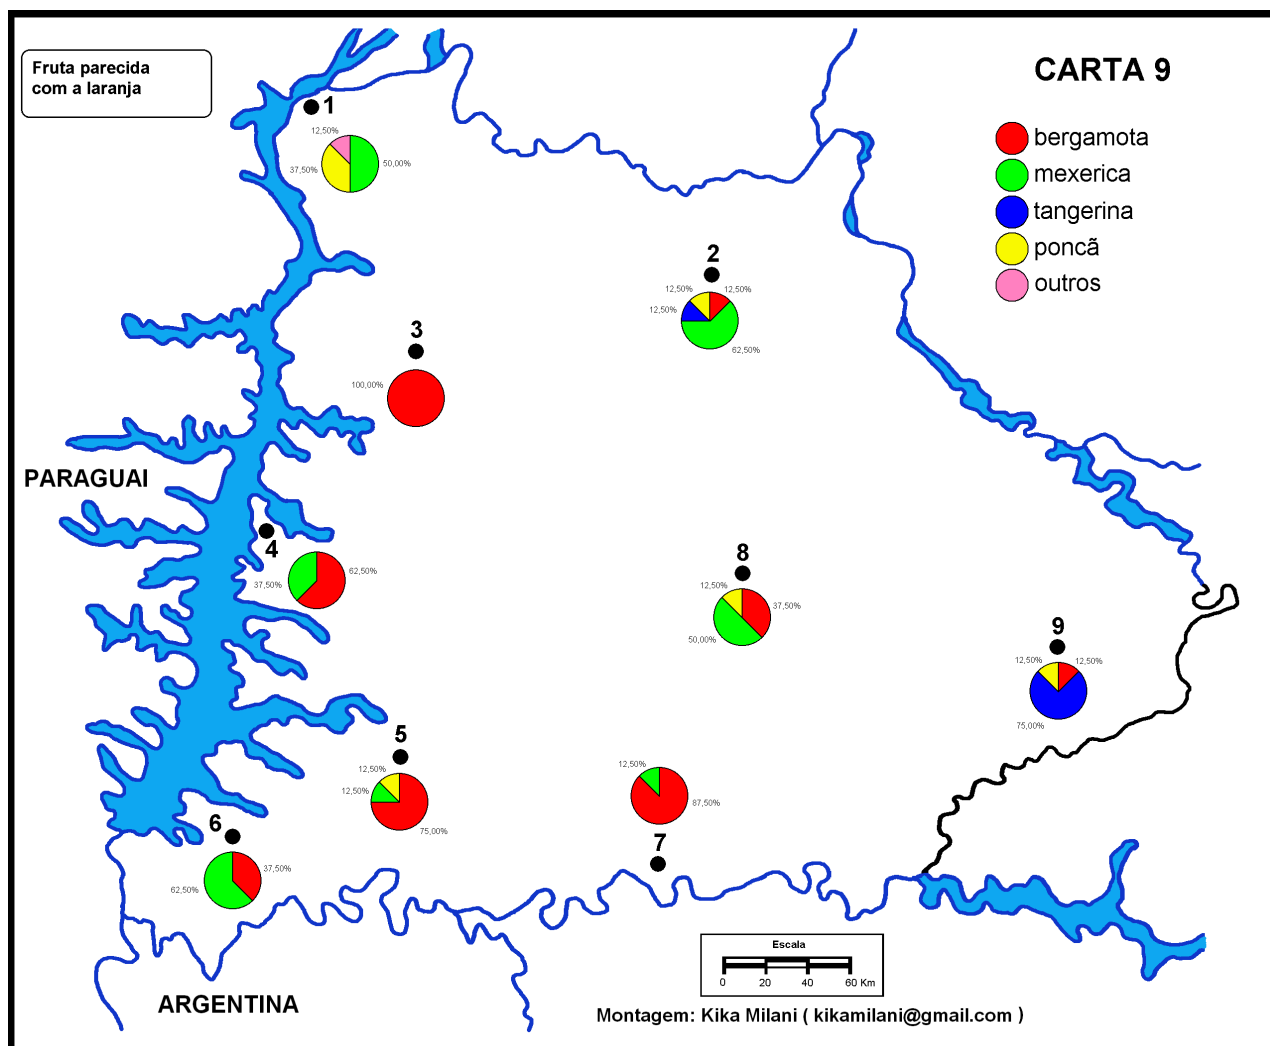 Fruta parecida
com a laranja
CARTA 9
bergamota
mexerica
tangerina
poncã
outros
1
12,50%
50,00%
37,50%
2
12,50%
12,50%
12,50%
62,50%
3
100,00%
PARAGUAI
4
62,50%
37,50%
8
12,50%
37,50%
50,00%
9
12,50%
12,50%
75,00%
5
12,50%
12,50%
75,00%
12,50%
87,50%
7
6
37,50%
62,50%
Escala
0 20 40 60 Km
ARGENTINA
Montagem: Kika Milani ( kikamilani@gmail.com )